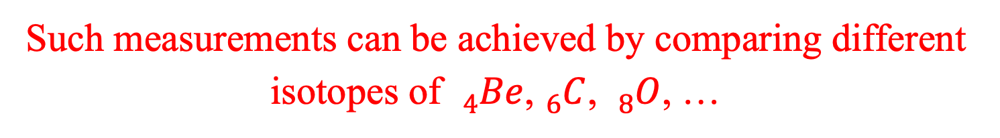 Such measurements can be achieved by comparing different
isotopes of ₄Be, ₆C, ₈O, …